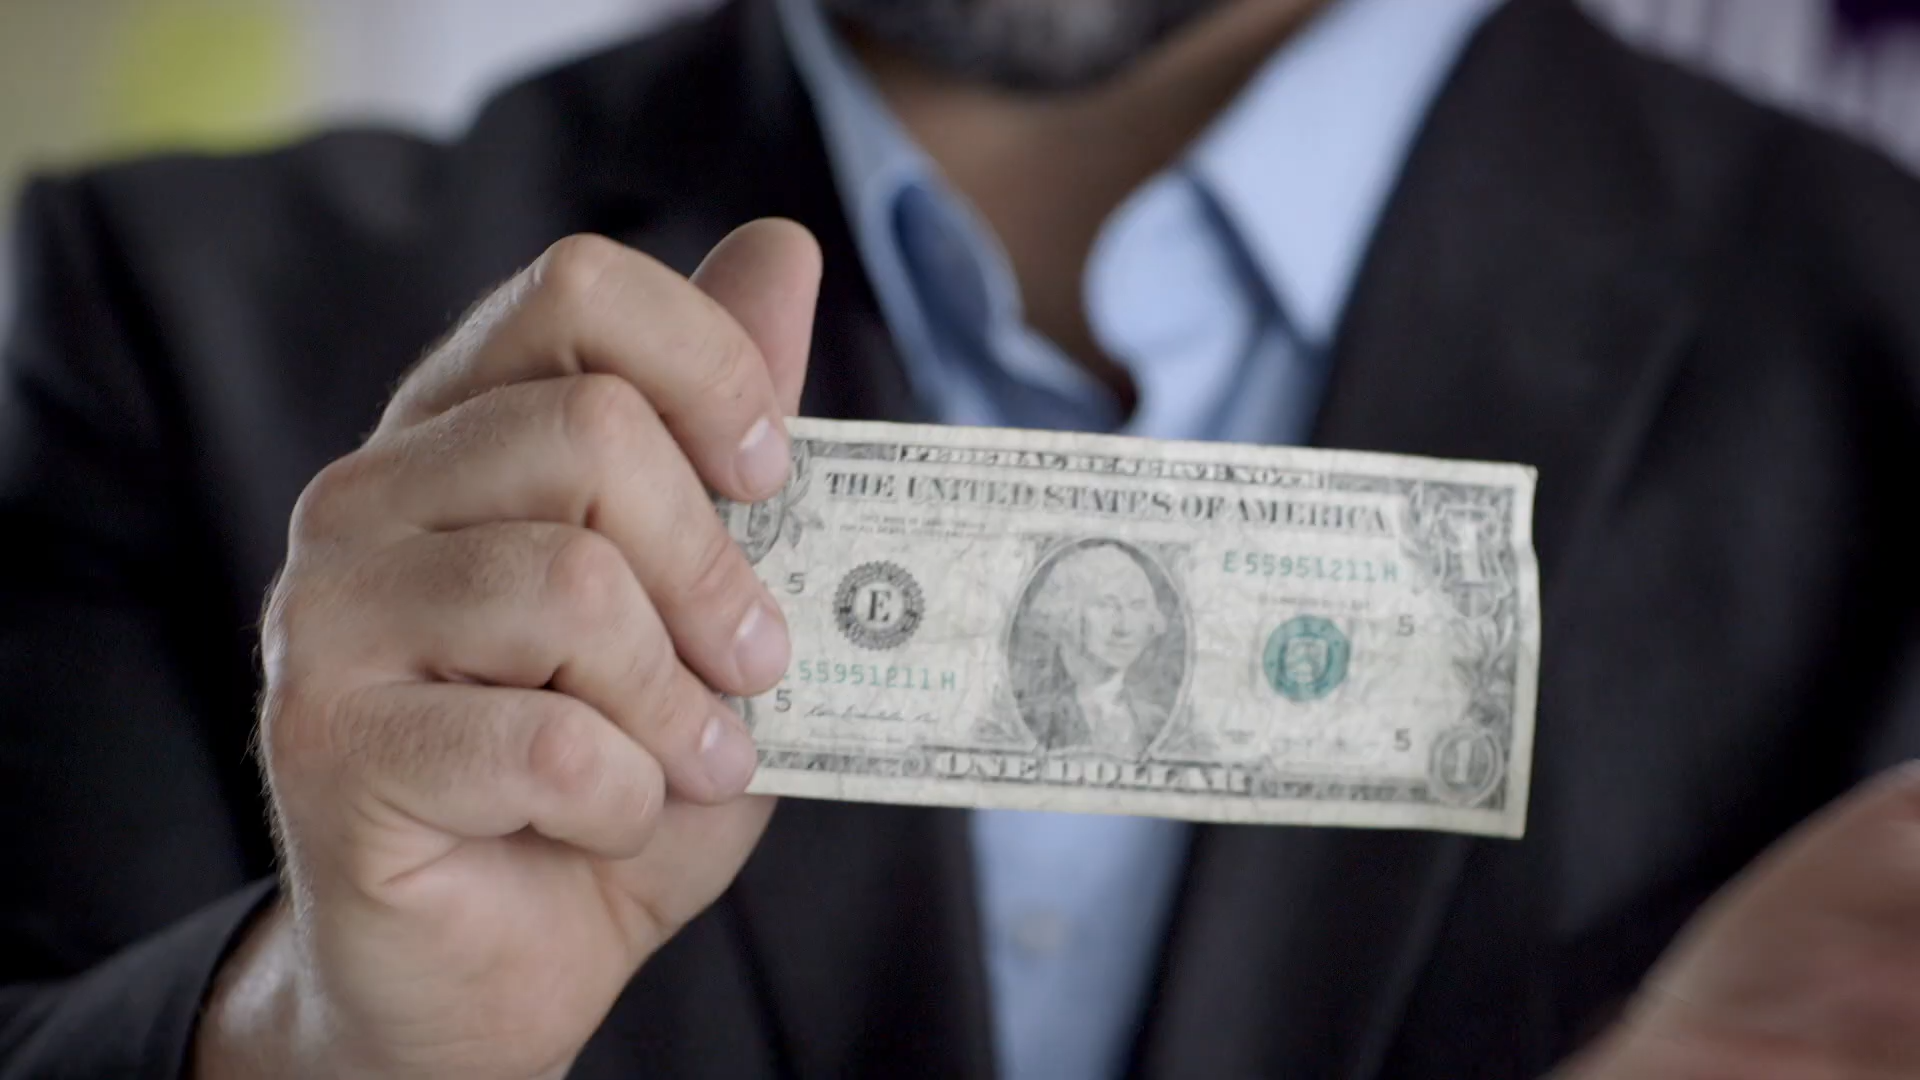 FEDERAL RESERVE NOTE
THE UNITED STATES OF AMERICA
E 55951211 H
5
E
5
55951211 H
5
5
1
ONE DOLLAR